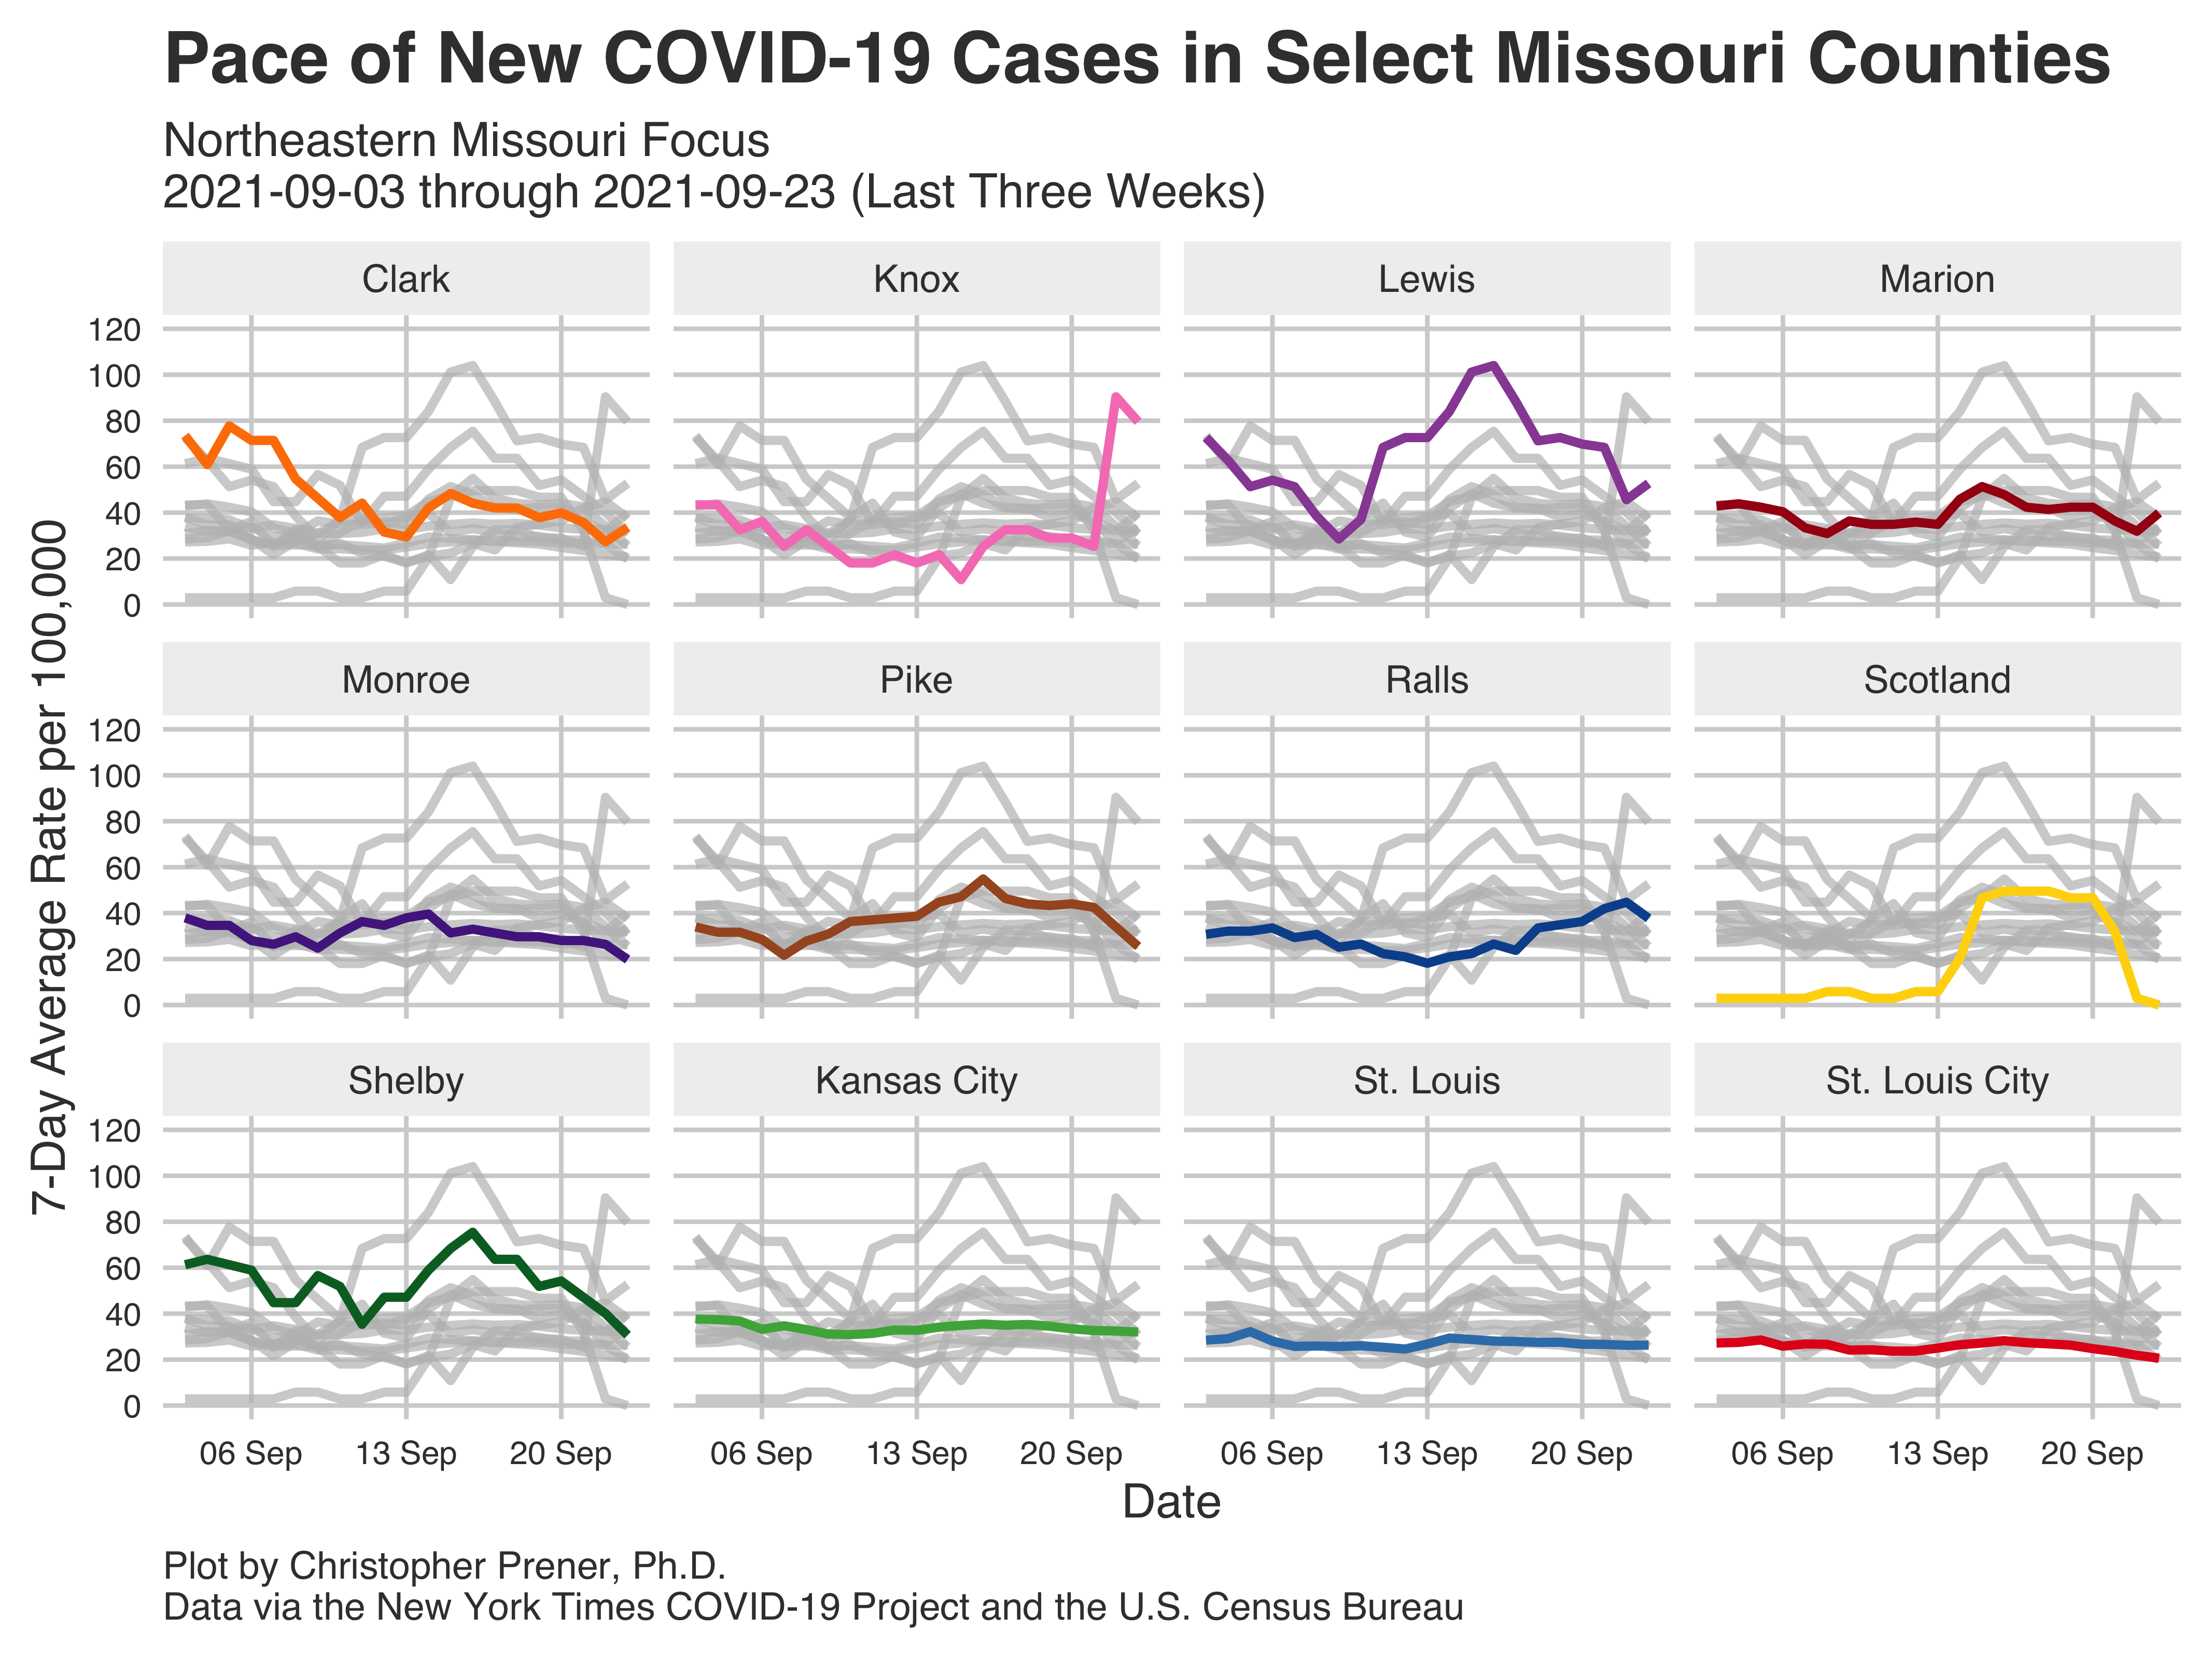 Pace of New COVID-19 Cases in Select Missouri Counties
Northeastern Missouri Focus
2021-09-03 through 2021-09-23 (Last Three Weeks)
7-Day Average Rate per 100,000
Clark
Knox
Lewis
Marion
120
100
80
60
40
20
0
Monroe
Pike
Ralls
Scotland
120
100
80
60
40
20
0
Shelby
Kansas City
St. Louis
St. Louis City
120
100
80
60
40
20
0
06 Sep 13 Sep 20 Sep
06 Sep 13 Sep 20 Sep
06 Sep 13 Sep 20 Sep
06 Sep 13 Sep 20 Sep
Date
Plot by Christopher Prener, Ph.D.
Data via the New York Times COVID-19 Project and the U.S. Census Bureau